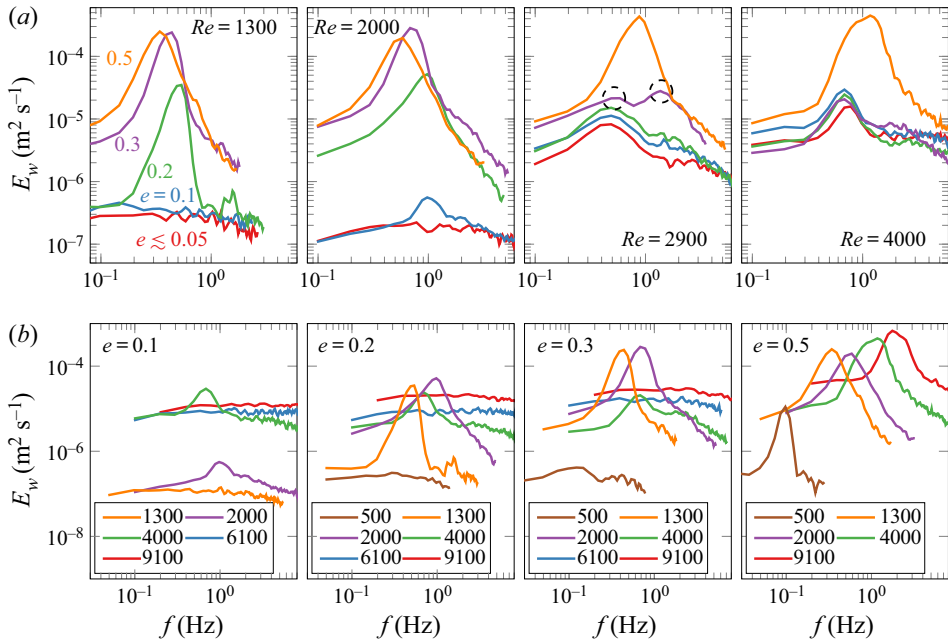 (a)
Re = 1300
Re = 2000
Re = 2900
Re = 4000
0.5
0.3
0.2
e = 0.1
e ≲ 0.05
E_w (m² s⁻¹)
10⁻⁴
10⁻⁵
10⁻⁶
10⁻⁷
10⁻¹ 10⁰ 10⁻¹ 10⁰ 10⁻¹ 10⁰ 10⁻¹ 10⁰
(b)
e = 0.1
e = 0.2
e = 0.3
e = 0.5
E_w (m² s⁻¹)
10⁻⁴
10⁻⁶
10⁻⁸
1300 2000
4000 6100
9100
500 1300
2000 4000
6100 9100
500 1300
2000 4000
6100 9100
500 1300
2000 4000
9100
10⁻¹ 10⁰ 10⁻¹ 10⁰ 10⁻¹ 10⁰ 10⁻¹ 10⁰
f (Hz) f (Hz) f (Hz) f (Hz)